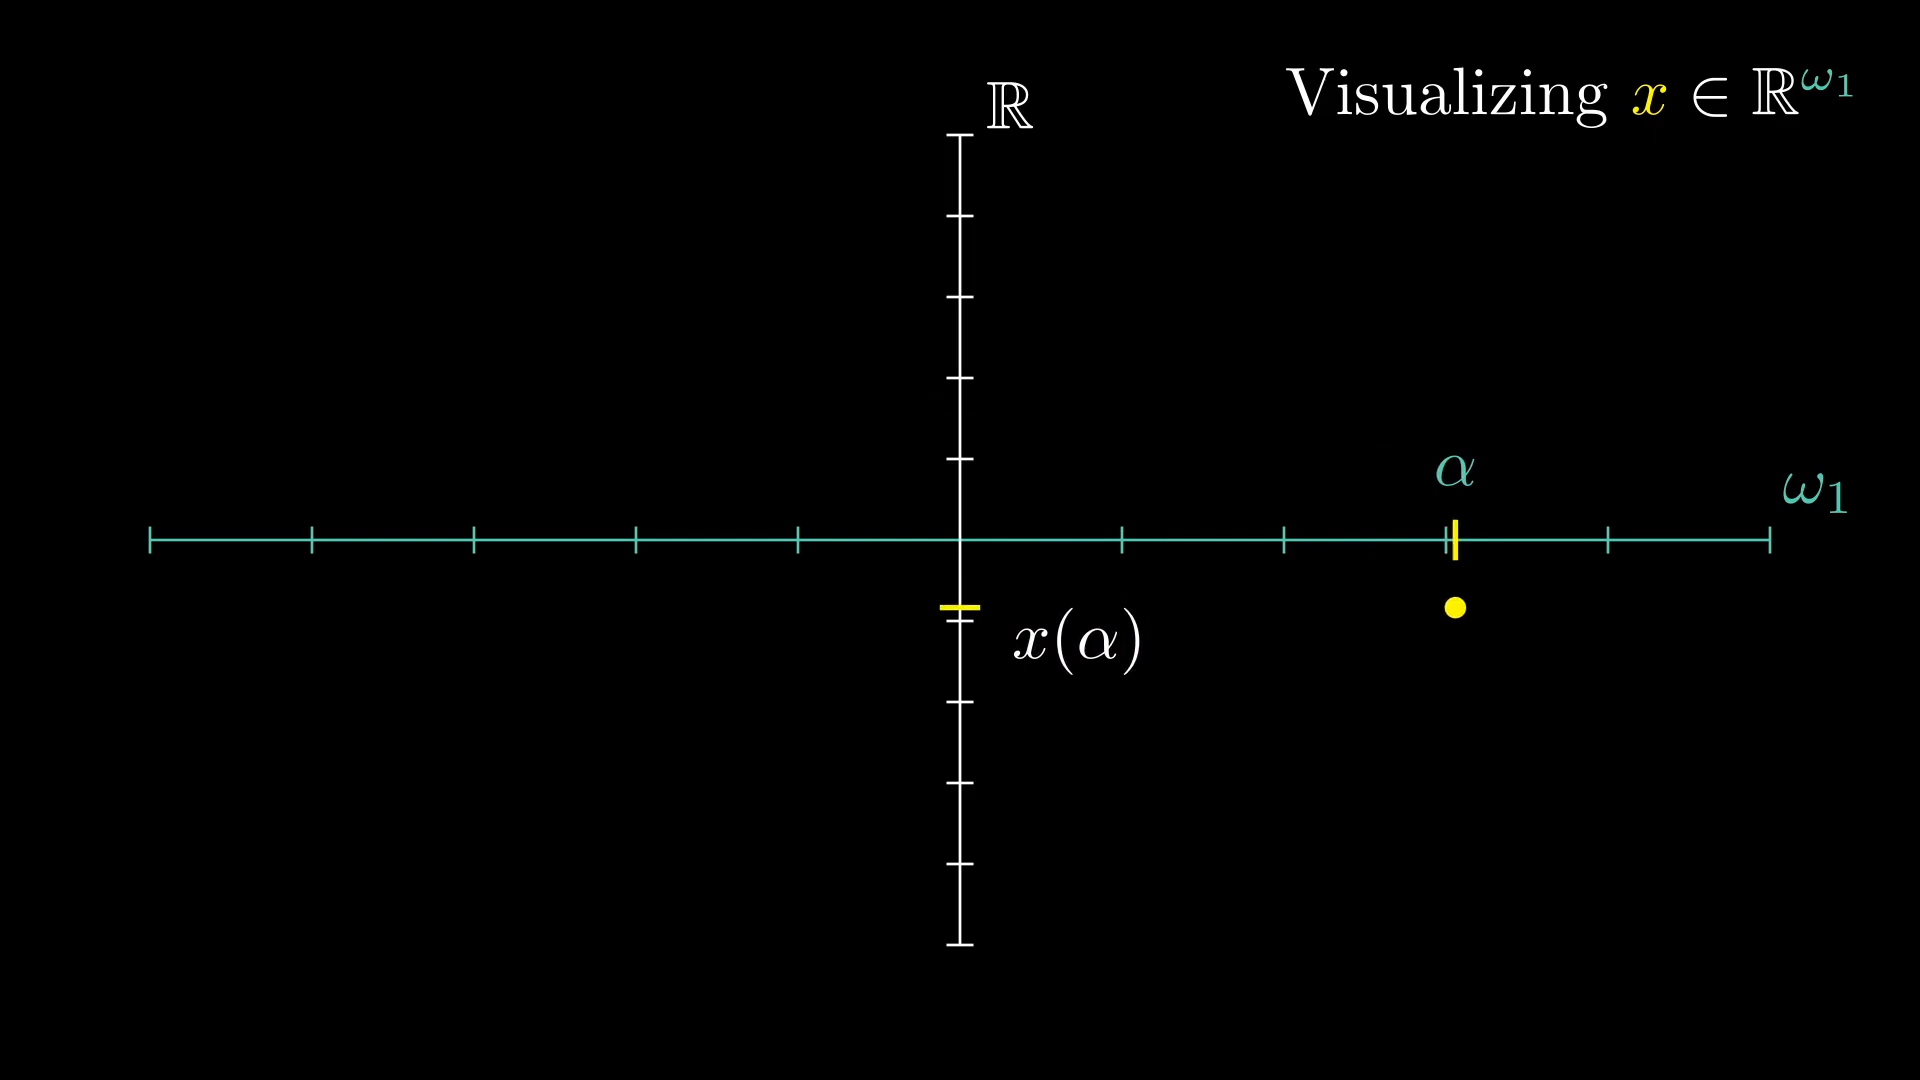 Visualizing x ∈ ℝ^ω₁
ℝ
α
ω₁
x(α)